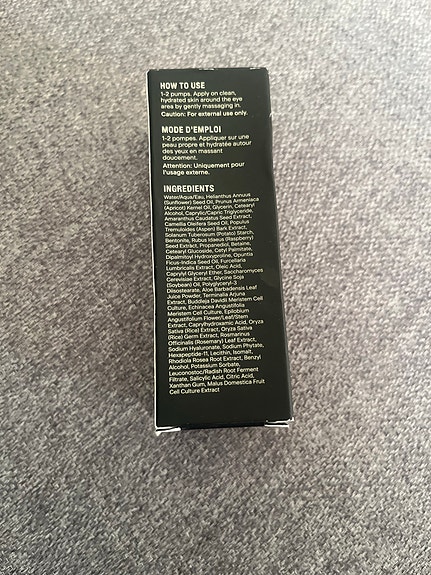 HOW TO USE
1-2 pumps. Apply on clean,
hydrated skin around the eye
area by gently massaging in.
Caution: For external use only.
MODE D'EMPLOI
1-2 pompes. Appliquer sur une
peau propre et hydratée autour
des yeux en massant
doucement.
Attention: Uniquement pour
l'usage externe.
INGREDIENTS
Water/Aqua/Eau, Helianthus Annuus
(Sunflower) Seed Oil, Prunus Armeniaca
(Apricot) Kernel Oil, Glycerin, Cetearyl
Alcohol, Caprylic/Capric Triglyceride,
Amaranthus Caudatus Seed Extract,
Camellia Oleifera Seed Oil, Populus
Tremuloides (Aspen) Bark Extract,
Solanum Tuberosum (Potato) Starch,
Bentonite, Rubus Idaeus (Raspberry)
Seed Extract, Propanediol, Betaine,
Cetearyl Glucoside, Cetyl Palmitate,
Dipalmitoyl Hydroxyproline, Opuntia
Ficus-Indica Seed Oil, Furcellaria
Lumbricalis Extract, Oleic Acid,
Caprylyl Glyceryl Ether, Saccharomyces
Cerevisiae Extract, Glycine Soja
(Soybean) Oil, Polyglyceryl-3
Diisostearate, Aloe Barbadensis Leaf
Juice Powder, Terminalia Arjuna
Extract, Buddleja Davidii Meristem Cell
Culture, Echinacea Angustifolia
Meristem Cell Culture, Epilobium
Angustifolium Flower/Leaf/Stem
Extract, Caprylhydroxamic Acid, Oryza
Sativa (Rice) Extract, Oryza Sativa
(Rice) Germ Extract, Rosmarinus
Officinalis (Rosemary) Leaf Extract,
Sodium Hyaluronate, Sodium Phytate,
Hexapeptide-11, Lecithin, Isomalt,
Rhodiola Rosea Root Extract, Benzyl
Alcohol, Potassium Sorbate,
Leuconostoc/Radish Root Ferment
Filtrate, Salicylic Acid, Citric Acid,
Xanthan Gum, Malus Domestica Fruit
Cell Culture Extract